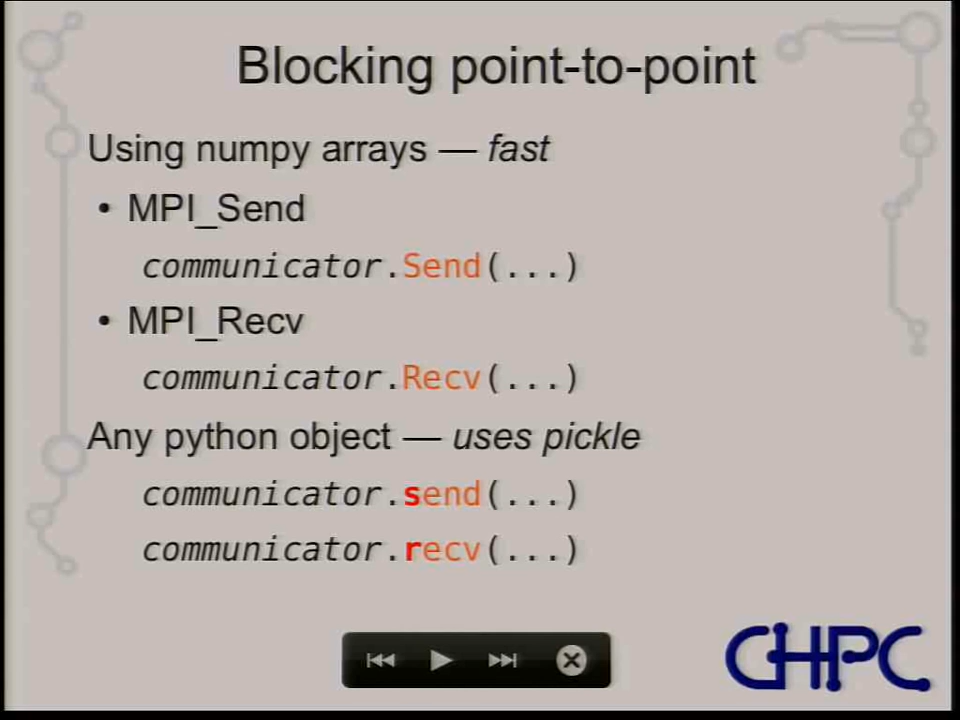 Blocking point-to-point
Using numpy arrays — fast
• MPI_Send
communicator.Send(...)
• MPI_Recv
communicator.Recv(...)
Any python object — uses pickle
communicator.send(...)
communicator.recv(...)
CHPC